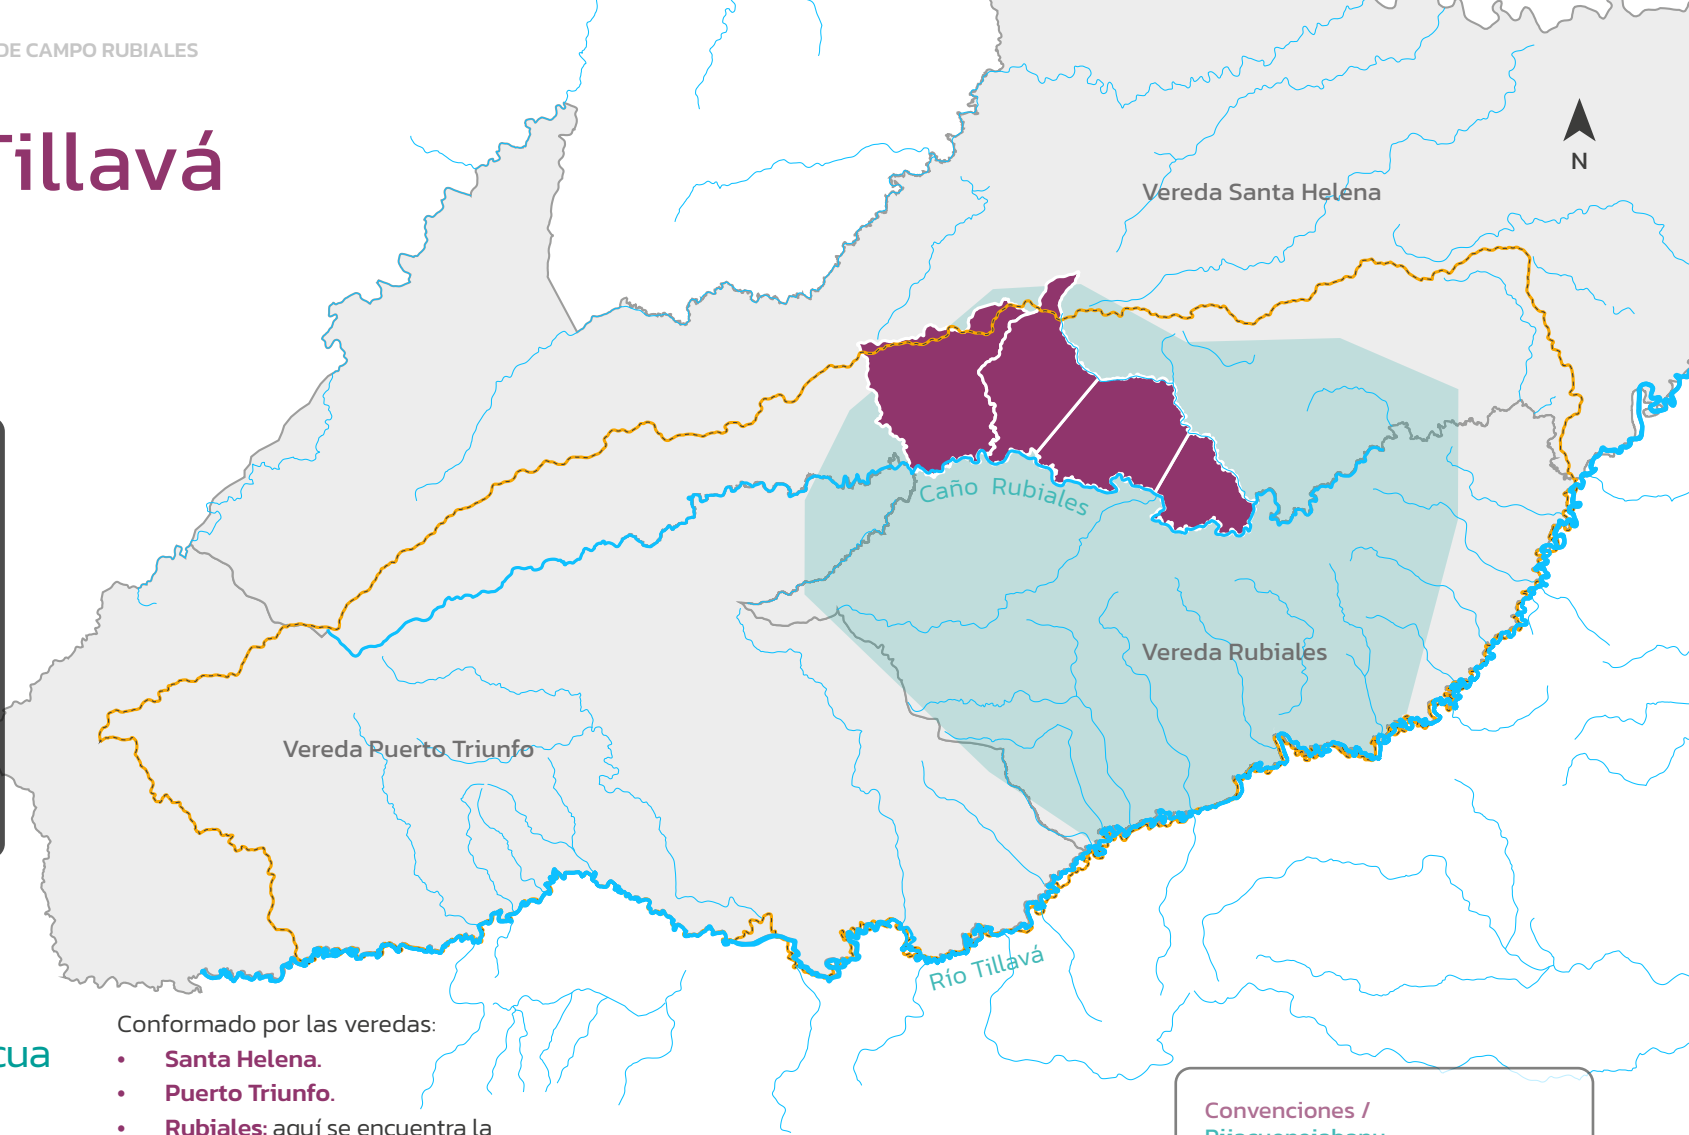 DE CAMPO RUBIALES
Tillavá
N
Vereda Santa Helena
Caño Rubiales
Vereda Rubiales
Vereda Puerto Triunfo
Río Tillavá
Conformado por las veredas:
cua
• Santa Helena.
• Puerto Triunfo.
• Rubiales: aquí se encuentra la
Convenciones /